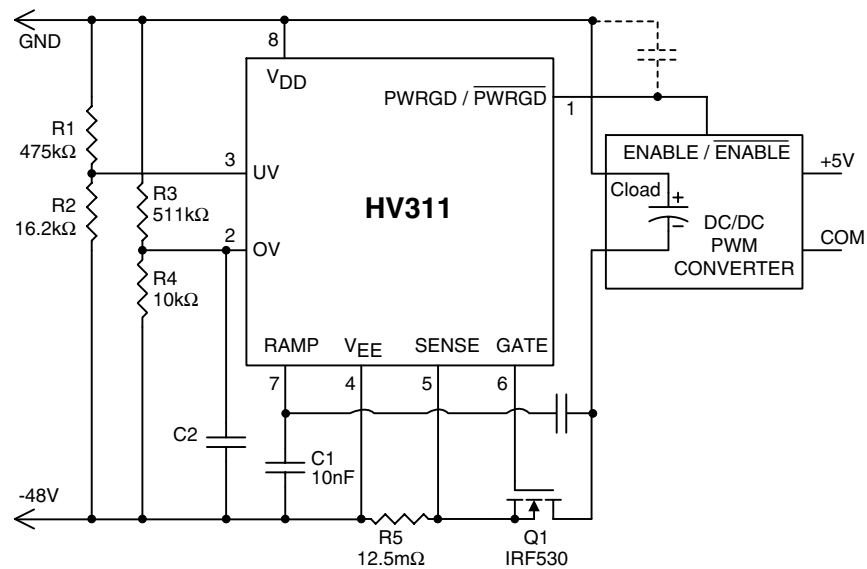 GND
8
VDD
PWRGD / PWRGD
1
R1
475kΩ
3
UV
ENABLE / ENABLE
+5V
R2
16.2kΩ
R3
511kΩ
HV311
Cload
+
−
DC/DC
PWM
CONVERTER
COM
2
OV
R4
10kΩ
RAMP
VEE
SENSE
GATE
7
4
5
6
C2
C1
10nF
-48V
R5
12.5mΩ
Q1
IRF530